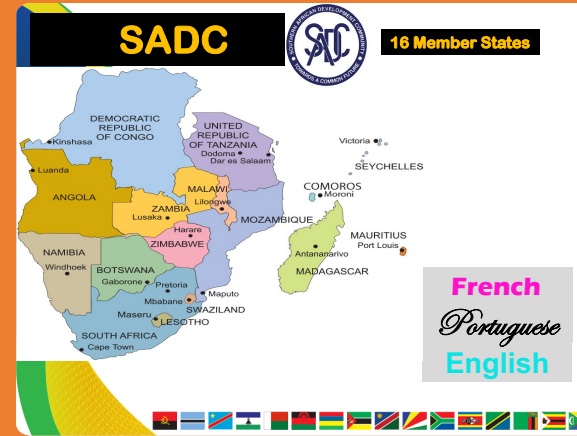 SADC
SOUTHERN AFRICAN DEVELOPMENT COMMUNITY
SADC
TOWARDS A COMMON FUTURE
16 Member States
DEMOCRATIC
REPUBLIC
OF CONGO
Kinshasa
UNITED
REPUBLIC
OF TANZANIA
Dodoma
Dar es Salaam
Victoria
SEYCHELLES
Luanda
ANGOLA
MALAWI
Lilongwe
COMOROS
Moroni
ZAMBIA
Lusaka
MOZAMBIQUE
Harare
ZIMBABWE
MAURITIUS
Port Louis
Antananarivo
MADAGASCAR
NAMIBIA
Windhoek
BOTSWANA
Gaborone
Pretoria
Mbabane
Maputo
SWAZILAND
Maseru
LESOTHO
SOUTH AFRICA
Cape Town
French
Portuguese
English